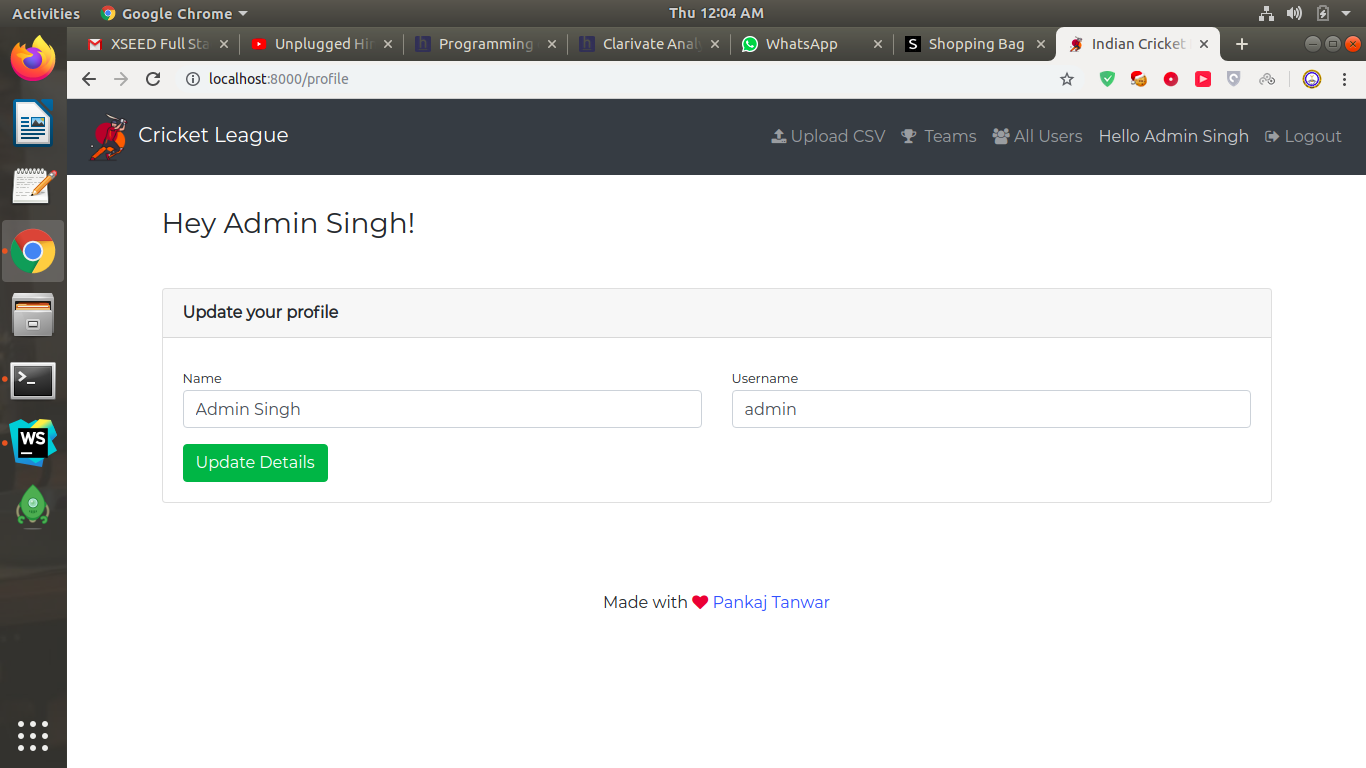 Activities Google Chrome Thu 12:04 AM
XSEED Full Sta Unplugged Hi Programming Clarivate Anal WhatsApp Shopping Bag Indian Cricket
localhost:8000/profile
Cricket League Upload CSV Teams All Users Hello Admin Singh Logout
Hey Admin Singh!
Update your profile
Name Username
Admin Singh admin
Update Details
Made with Pankaj Tanwar
WS